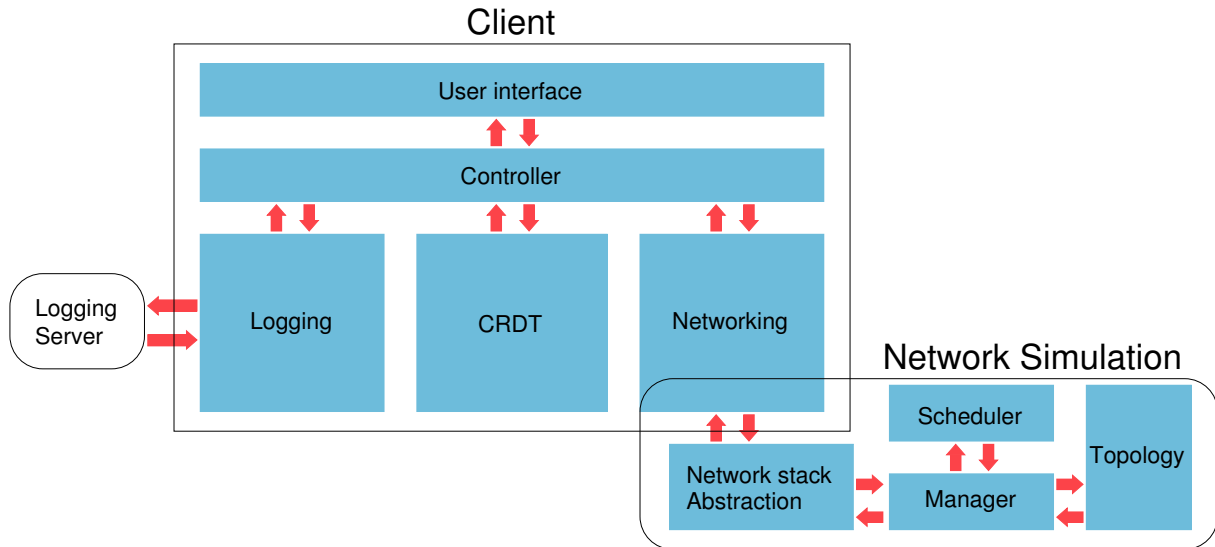 Client
User interface
Controller
Logging
Server
Logging
CRDT
Networking
Network Simulation
Scheduler
Topology
Network stack
Abstraction
Manager